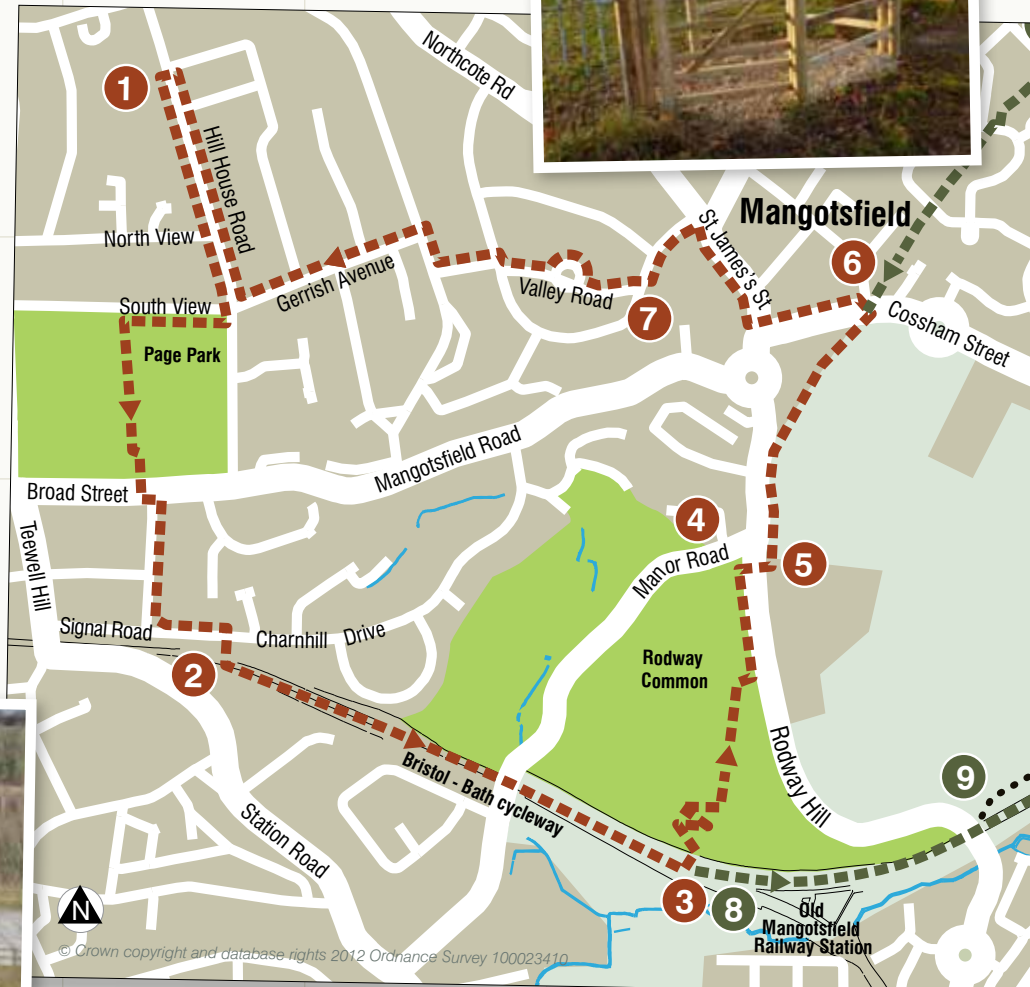 Northcote Rd
1
Hill House Road
North View
South View
Gerrish Avenue
Page Park
Valley Road
7
St James's St
Mangotsfield
6
Cossham Street
Mangotsfield Road
Broad Street
Teewell Hill
4
Manor Road
5
Signal Road
Charnhill Drive
2
Rodway
Common
Bristol - Bath cycleway
Rodway Hill
9
Station Road
3
8
Old
Mangotsfield
Railway Station
N
© Crown copyright and database rights 2012 Ordnance Survey 100023410